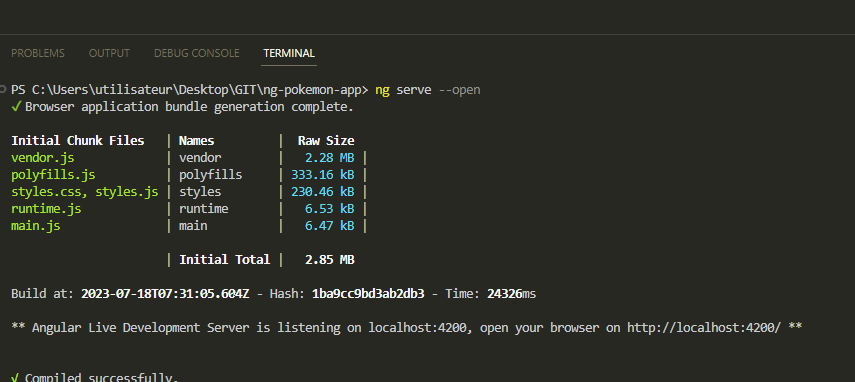 PROBLEMS OUTPUT DEBUG CONSOLE TERMINAL
PS C:\Users\utilisateur\Desktop\GIT\ng-pokemon-app> ng serve --open
✓ Browser application bundle generation complete.
Initial Chunk Files | Names | Raw Size
vendor.js | vendor | 2.28 MB |
polyfills.js | polyfills | 333.16 kB |
styles.css, styles.js | styles | 230.46 kB |
runtime.js | runtime | 6.53 kB |
main.js | main | 6.47 kB |
| Initial Total | 2.85 MB
Build at: 2023-07-18T07:31:05.604Z - Hash: 1ba9cc9bd3ab2db3 - Time: 24326ms
** Angular Live Development Server is listening on localhost:4200, open your browser on http://localhost:4200/ **
✓ Compiled successfully.